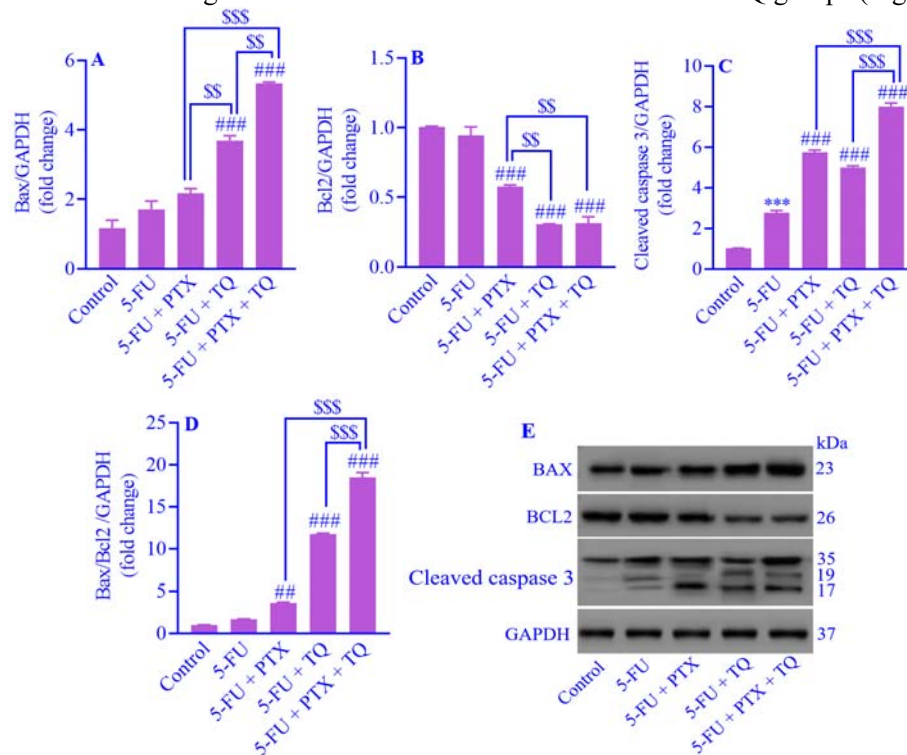 A
Bax/GAPDH
(fold change)
6
4
2
0
$$
$$
$$$
###
###
Control
5-FU
5-FU + PTX
5-FU + TQ
5-FU + PTX + TQ
B
Bcl2/GAPDH
(fold change)
1.0
0.5
0.0
$$
$$
###
###
###
Control
5-FU
5-FU + PTX
5-FU + TQ
5-FU + PTX + TQ
C
Cleaved caspase 3/GAPDH
(fold change)
10
8
6
4
2
0
$$$
$$$
***
###
###
###
Control
5-FU
5-FU + PTX
5-FU + TQ
5-FU + PTX + TQ
D
Bax/Bcl2 /GAPDH
(fold change)
25
20
15
10
5
0
$$$
$$$
##
###
###
Control
5-FU
5-FU + PTX
5-FU + TQ
5-FU + PTX + TQ
E
kDa
BAX 23
BCL2 26
35
Cleaved caspase 3 19
17
GAPDH 37
Control
5-FU
5-FU + PTX
5-FU + TQ
5-FU + PTX + TQ